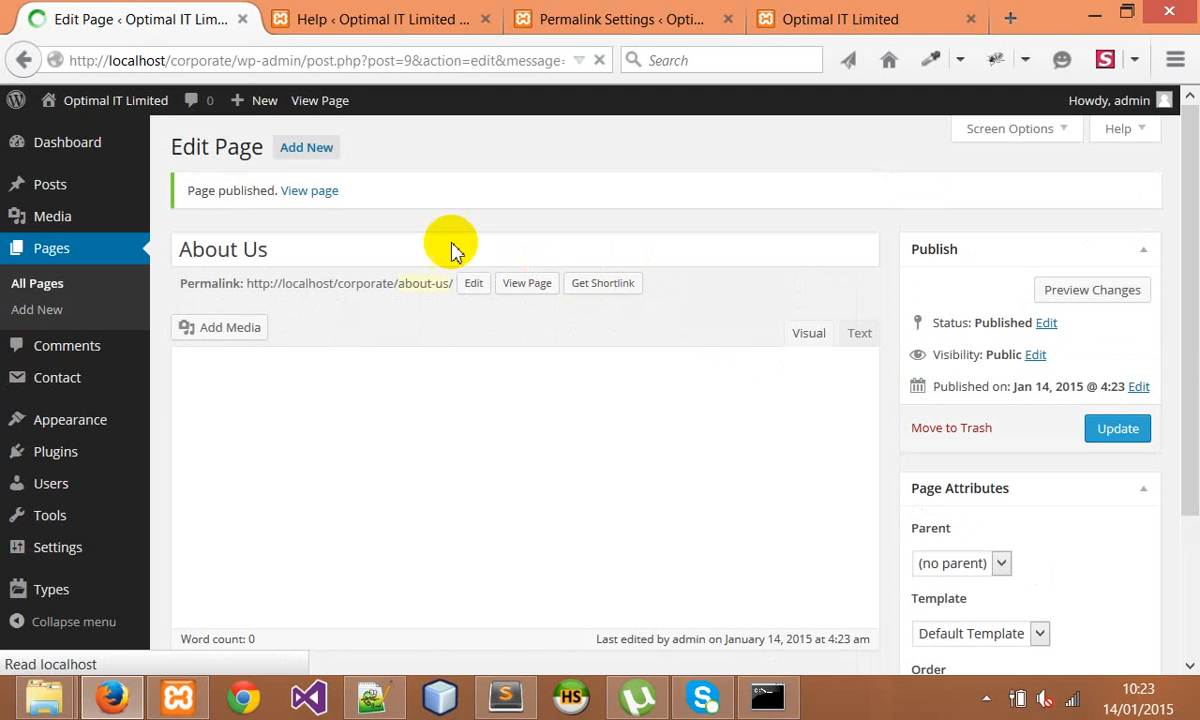 Edit Page ‹ Optimal IT Lim...
Help ‹ Optimal IT Limited ...
Permalink Settings ‹ Opti...
Optimal IT Limited
http://localhost/corporate/wp-admin/post.php?post=9&action=edit&message:
Search
Optimal IT Limited
0
New
View Page
Howdy, admin
Dashboard
Posts
Media
Pages
All Pages
Add New
Comments
Contact
Appearance
Plugins
Users
Tools
Settings
Types
Collapse menu
Screen Options
Help
Edit Page
Add New
Page published. View page
About Us
Permalink: http://localhost/corporate/about-us/
Edit
View Page
Get Shortlink
Add Media
Visual
Text
Word count: 0
Last edited by admin on January 14, 2015 at 4:23 am
Publish
Preview Changes
Status: Published Edit
Visibility: Public Edit
Published on: Jan 14, 2015 @ 4:23 Edit
Move to Trash
Update
Page Attributes
Parent
(no parent)
Template
Default Template
Order
Read localhost
S
HS
S
10:23
14/01/2015